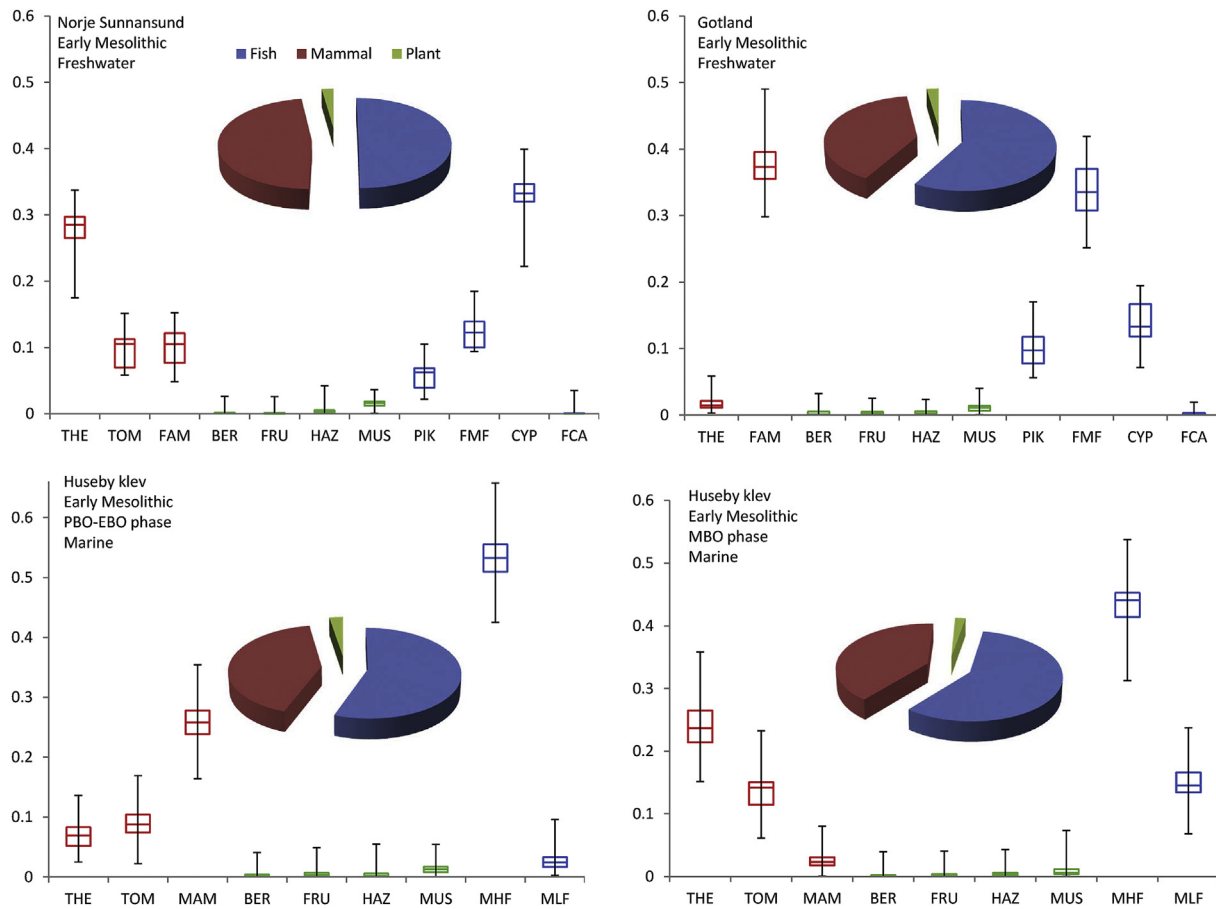 Norje Sunnansund
Early Mesolithic
Freshwater
Fish Mammal Plant
0.6
0.5
0.4
0.3
0.2
0.1
0
THE TOM FAM BER FRU HAZ MUS PIK FMF CYP FCA
Gotland
Early Mesolithic
Freshwater
0.6
0.5
0.4
0.3
0.2
0.1
0
THE FAM BER FRU HAZ MUS PIK FMF CYP FCA
Huseby klev
Early Mesolithic
PBO-EBO phase
Marine
0.6
0.5
0.4
0.3
0.2
0.1
0
THE TOM MAM BER FRU HAZ MUS MHF MLF
Huseby klev
Early Mesolithic
MBO phase
Marine
0.6
0.5
0.4
0.3
0.2
0.1
0
THE TOM MAM BER FRU HAZ MUS MHF MLF